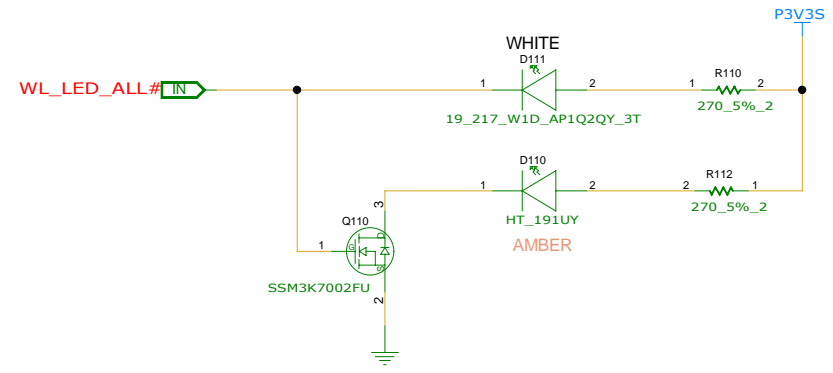 P3V3S
WHITE
D111
WL_LED_ALL#
IN
1
2
1
R110
2
19_217_W1D_AP1Q2QY_3T
270_5%_2
D110
1
2
2
R112
1
HT_191UY
270_5%_2
AMBER
3
Q110
D
1
G
S
SSM3K7002FU
2